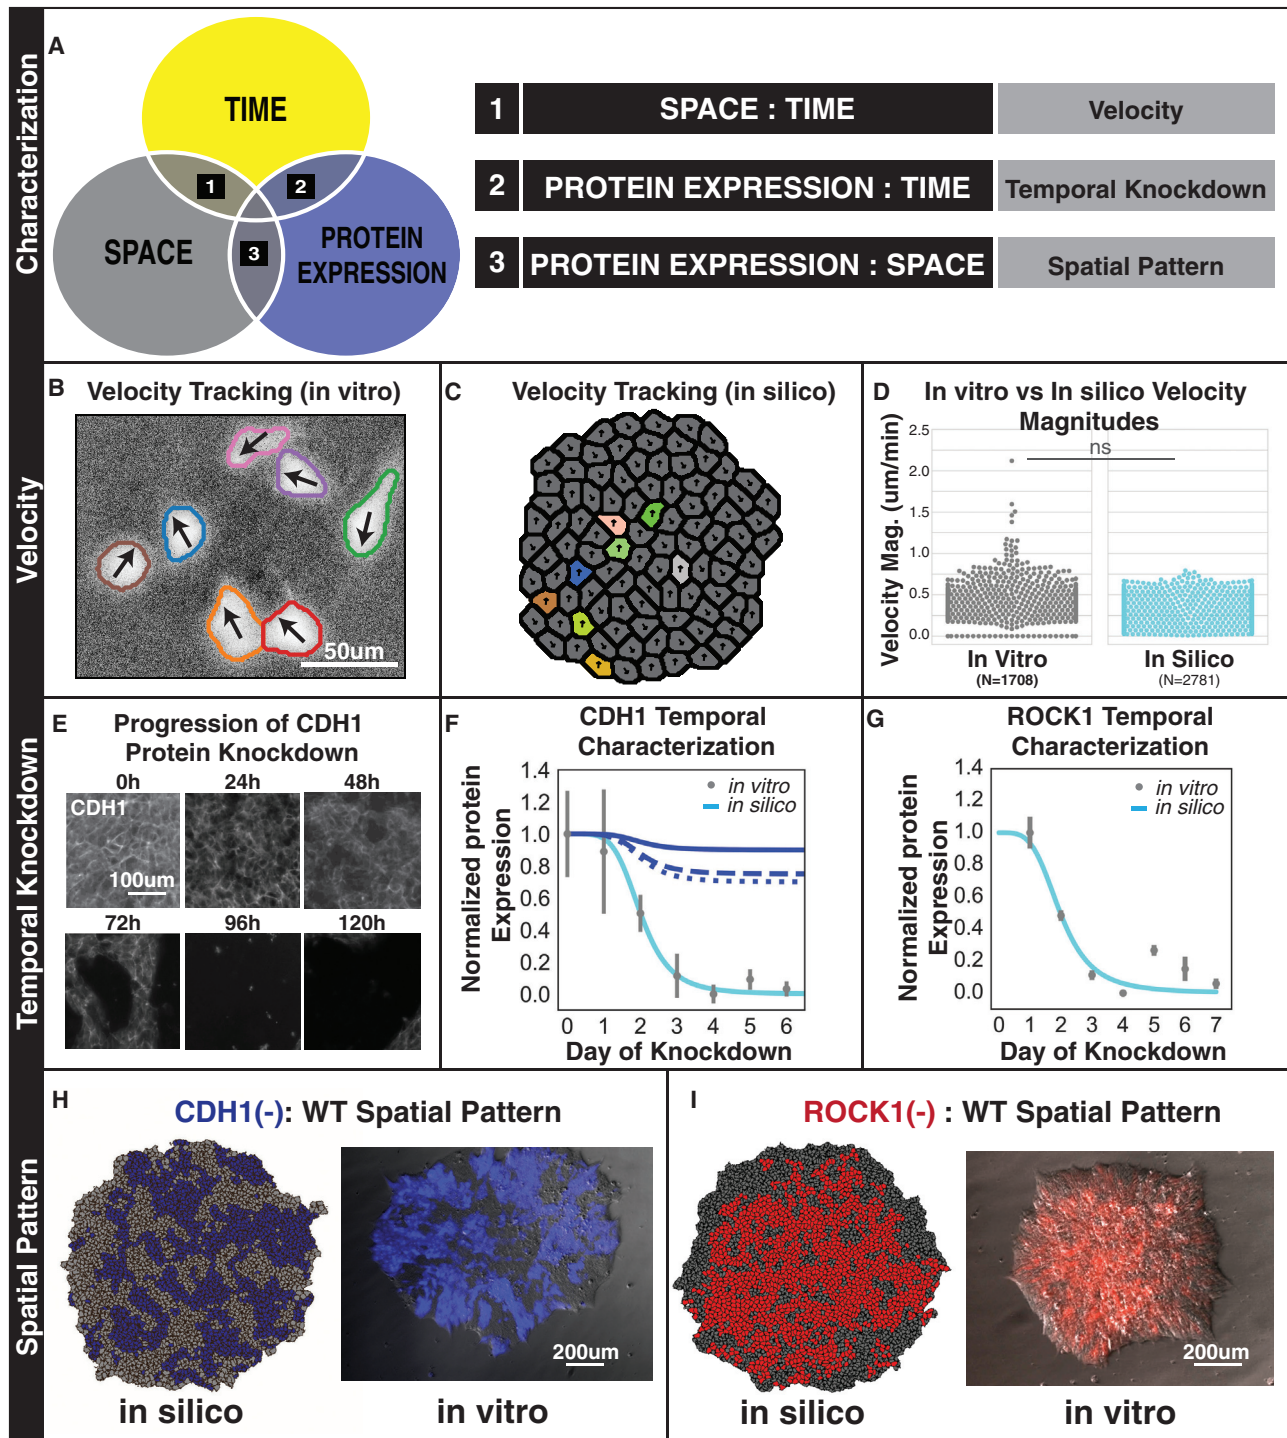 Characterization
A
TIME
SPACE
PROTEIN
EXPRESSION
1
2
3
1 SPACE : TIME Velocity
2 PROTEIN EXPRESSION : TIME Temporal Knockdown
3 PROTEIN EXPRESSION : SPACE Spatial Pattern
Velocity
B Velocity Tracking (in vitro)
50um
C Velocity Tracking (in silico)
D In vitro vs In silico Velocity
Magnitudes
ns
Velocity Mag. (um/min)
2.5
2.0
1.5
1.0
0.5
0.0
In Vitro
(N=1708)
In Silico
(N=2781)
Temporal Knockdown
E Progression of CDH1
Protein Knockdown
0h 24h 48h
CDH1
100um
72h 96h 120h
F CDH1 Temporal
Characterization
Normalized protein
Expression
1.4
1.2
1.0
0.8
0.6
0.4
0.2
0.0
in vitro
in silico
0 1 2 3 4 5 6
Day of Knockdown
G ROCK1 Temporal
Characterization
Normalized protein
Expression
1.4
1.2
1.0
0.8
0.6
0.4
0.2
0.0
in vitro
in silico
0 1 2 3 4 5 6 7
Day of Knockdown
Spatial Pattern
H CDH1(-): WT Spatial Pattern
200um
in silico in vitro
I ROCK1(-) : WT Spatial Pattern
200um
in silico in vitro